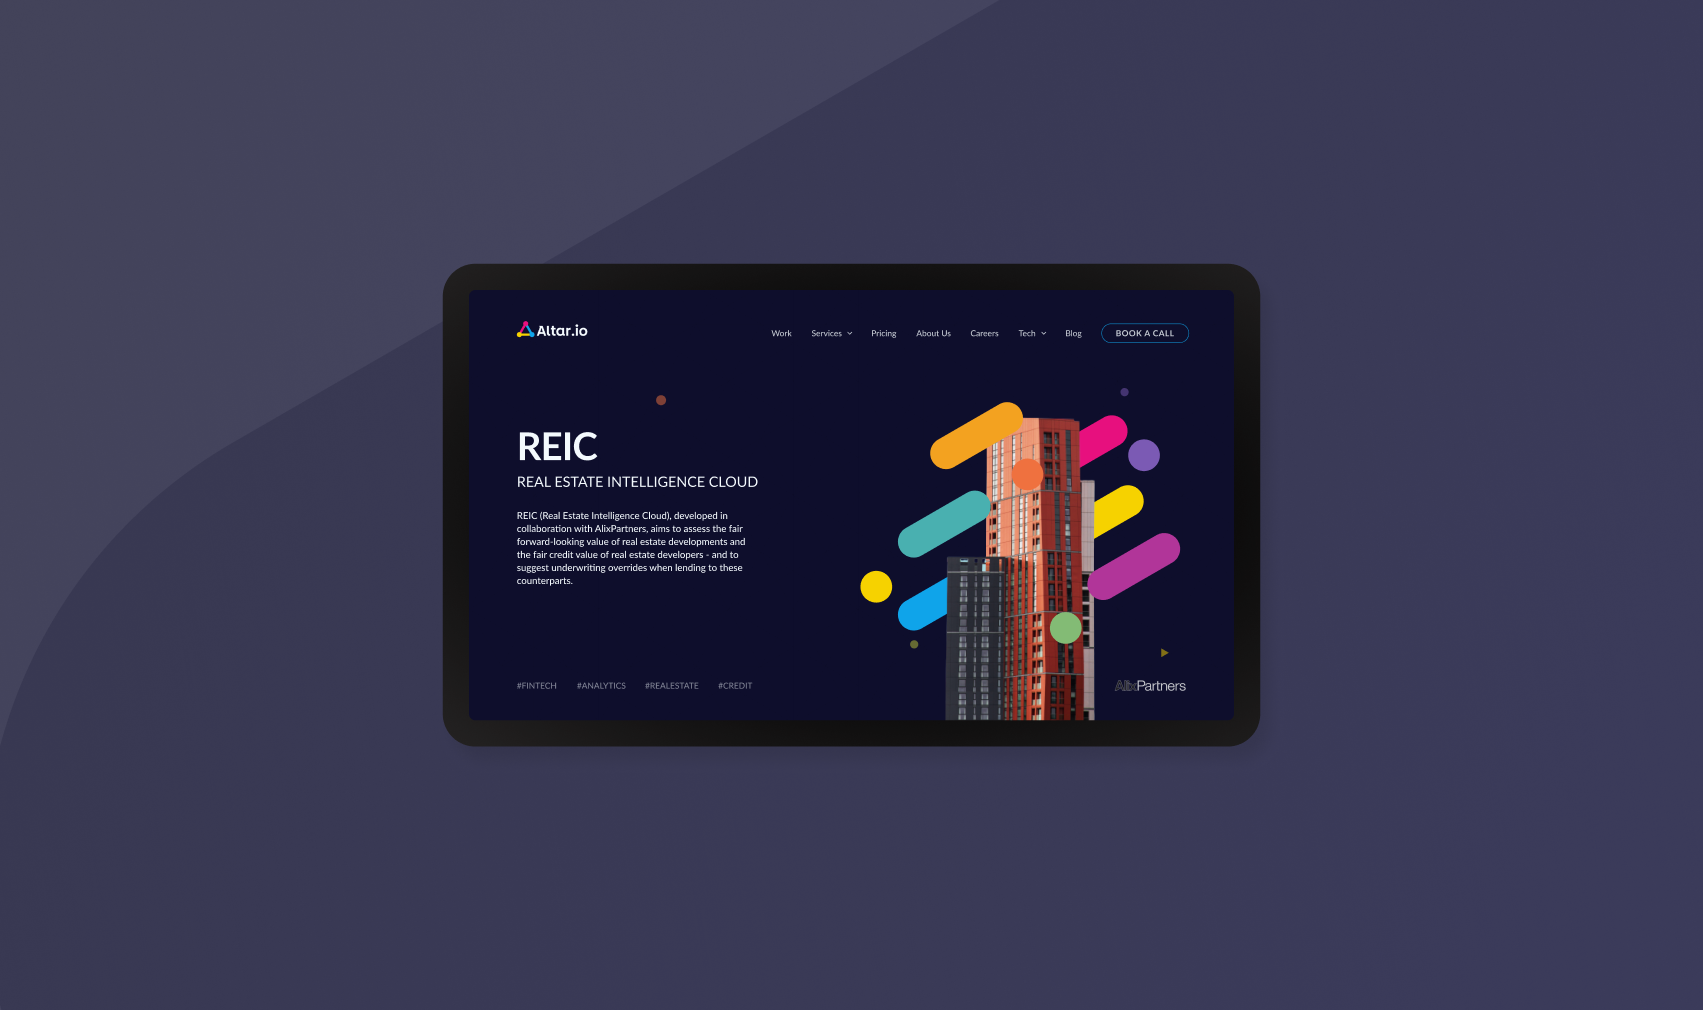 Altar.io
Work Services Pricing About Us Careers Tech Blog BOOK A CALL
REIC
REAL ESTATE INTELLIGENCE CLOUD
REIC (Real Estate Intelligence Cloud), developed in
collaboration with AlixPartners, aims to assess the fair
forward-looking value of real estate developments and
the fair credit value of real estate developers - and to
suggest underwriting overrides when lending to these
counterparts.
#FINTECH #ANALYTICS #REALESTATE #CREDIT
AlixPartners